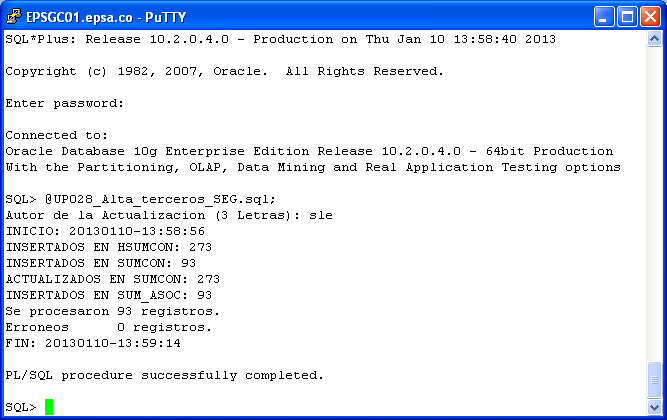 EPSGC01.epsa.co - PuTTY
SQL*Plus: Release 10.2.0.4.0 - Production on Thu Jan 10 13:58:40 2013
Copyright (c) 1982, 2007, Oracle.  All Rights Reserved.
Enter password:
Connected to:
Oracle Database 10g Enterprise Edition Release 10.2.0.4.0 - 64bit Production
With the Partitioning, OLAP, Data Mining and Real Application Testing options
SQL> @UP028_Alta_terceros_SEG.sql;
Autor de la Actualizacion (3 Letras): sle
INICIO: 20130110-13:58:56
INSERTADOS EN HSUMCON: 273
INSERTADOS EN SUMCON: 93
ACTUALIZADOS EN SUMCON: 273
INSERTADOS EN SUM_ASOC: 93
Se procesaron 93 registros.
Erroneos      0 registros.
FIN: 20130110-13:59:14
PL/SQL procedure successfully completed.
SQL>